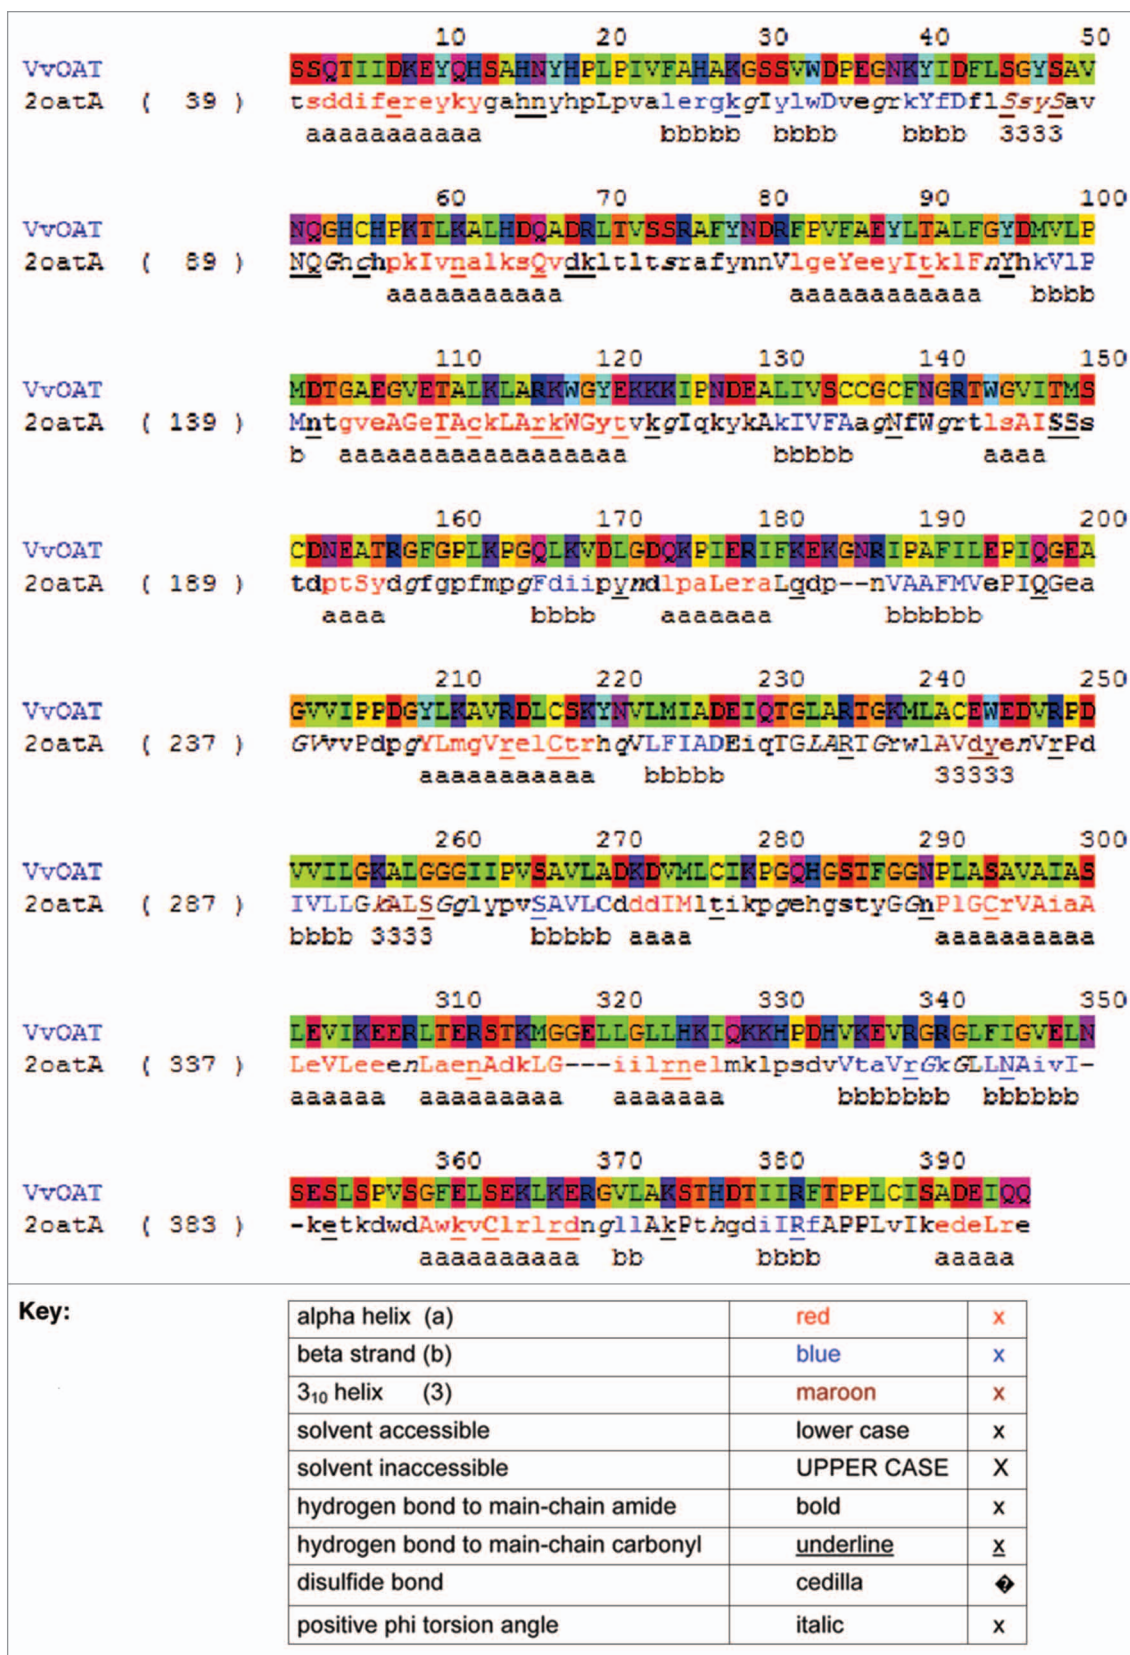 10 20 30 40 50
VvOAT SSQTIIDKEYQHSAHNYHPLPIVFAHAKGSSVWDPEGNKYIDFLSGYSAV
2oatA ( 39 ) tsddifereykygahnyhpLpvalergkgIylwDvegrkYfDflSsySav
aaaaaaaaaaa bbbbb bbbb bbbb 3333
60 70 80 90 100
VvOAT NQGHCHPKTLKALHDQADRLTVSSRAFYNDRFPVFAEYLTALFGYDMVLP
2oatA ( 89 ) NQGhchpkIvnalksQvdkltltsrafynnVlgeYeeyItklFnYhkVlP
aaaaaaaaaaa aaaaaaaaaaaa bbbb
110 120 130 140 150
VvOAT MDTGAEGVETALKLARKWGYEKKKIPNDEALIVSCCGCFNGRTWGVITMS
2oatA ( 139 ) MntgveAGeTAckLArkWGytvkgIqkykAkIVFAagNfWgrtlsAISSs
b aaaaaaaaaaaaaaaaaa bbbbb aaaa
160 170 180 190 200
VvOAT CDNEATRGFGPLKPGQLKVDLGDQKPIERIFKEKGNRIPAFILEPIQGEA
2oatA ( 189 ) tdptSydgfgpfmpgFdiipyndlpaLeraLqdp--nVAAFMVePIQGea
aaaa bbbb aaaaaaa bbbbbb
210 220 230 240 250
VvOAT GVVIPPDGYLKAVRDLCSKYNVLMIADEIQTGLARTGKMLACEWEDVRPD
2oatA ( 237 ) GVvvPdpgYLmgVrelCtrhgVLFIADEiqTGLARTGrwlAVdyenVrPd
aaaaaaaaaaa bbbbb 33333
260 270 280 290 300
VvOAT VVILGKALGGGIIPVSAVLADKDVMLCIKPGQHGSTFGGNPLASAVAIAS
2oatA ( 287 ) IVLLGkALSGglypvSAVLCdddIMltikpgehgstyGGnPlGCrVAiaA
bbbb 3333 bbbbb aaaa aaaaaaaaaa
310 320 330 340 350
VvOAT LEVIKEERLTERSTKMGGELLGLLHKIQKKHPDHVKEVRGRGLFIGVELN
2oatA ( 337 ) LeVLeeenLaenAdkLG---iilrnelmklpsdvVtaVrGkGLLNAivI-
aaaaaa aaaaaaaaa aaaaaaa bbbbbbb bbbbbb
360 370 380 390
VvOAT SESLSPVSGFELSEKLKERGVLAKSTHDTIIRFTPPLCISADEIQQ
2oatA ( 383 ) -ketkdwdAwkvClrlrdngllAkPthgdiIRfAPPLvIkedeLre
aaaaaaaaaa bb bbbb aaaaa
Key:
alpha helix (a) red x
beta strand (b) blue x
3₁₀ helix (3) maroon x
solvent accessible lower case x
solvent inaccessible UPPER CASE X
hydrogen bond to main-chain amide bold x
hydrogen bond to main-chain carbonyl underline x
disulfide bond cedilla �
positive phi torsion angle italic x